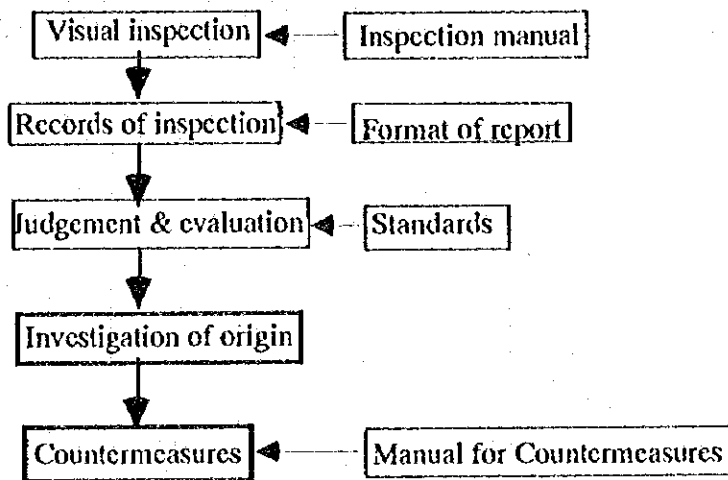 Visual inspection
Inspection manual
Records of inspection
Format of report
Judgement & evaluation
Standards
Investigation of origin
Countermeasures
Manual for Countermeasures